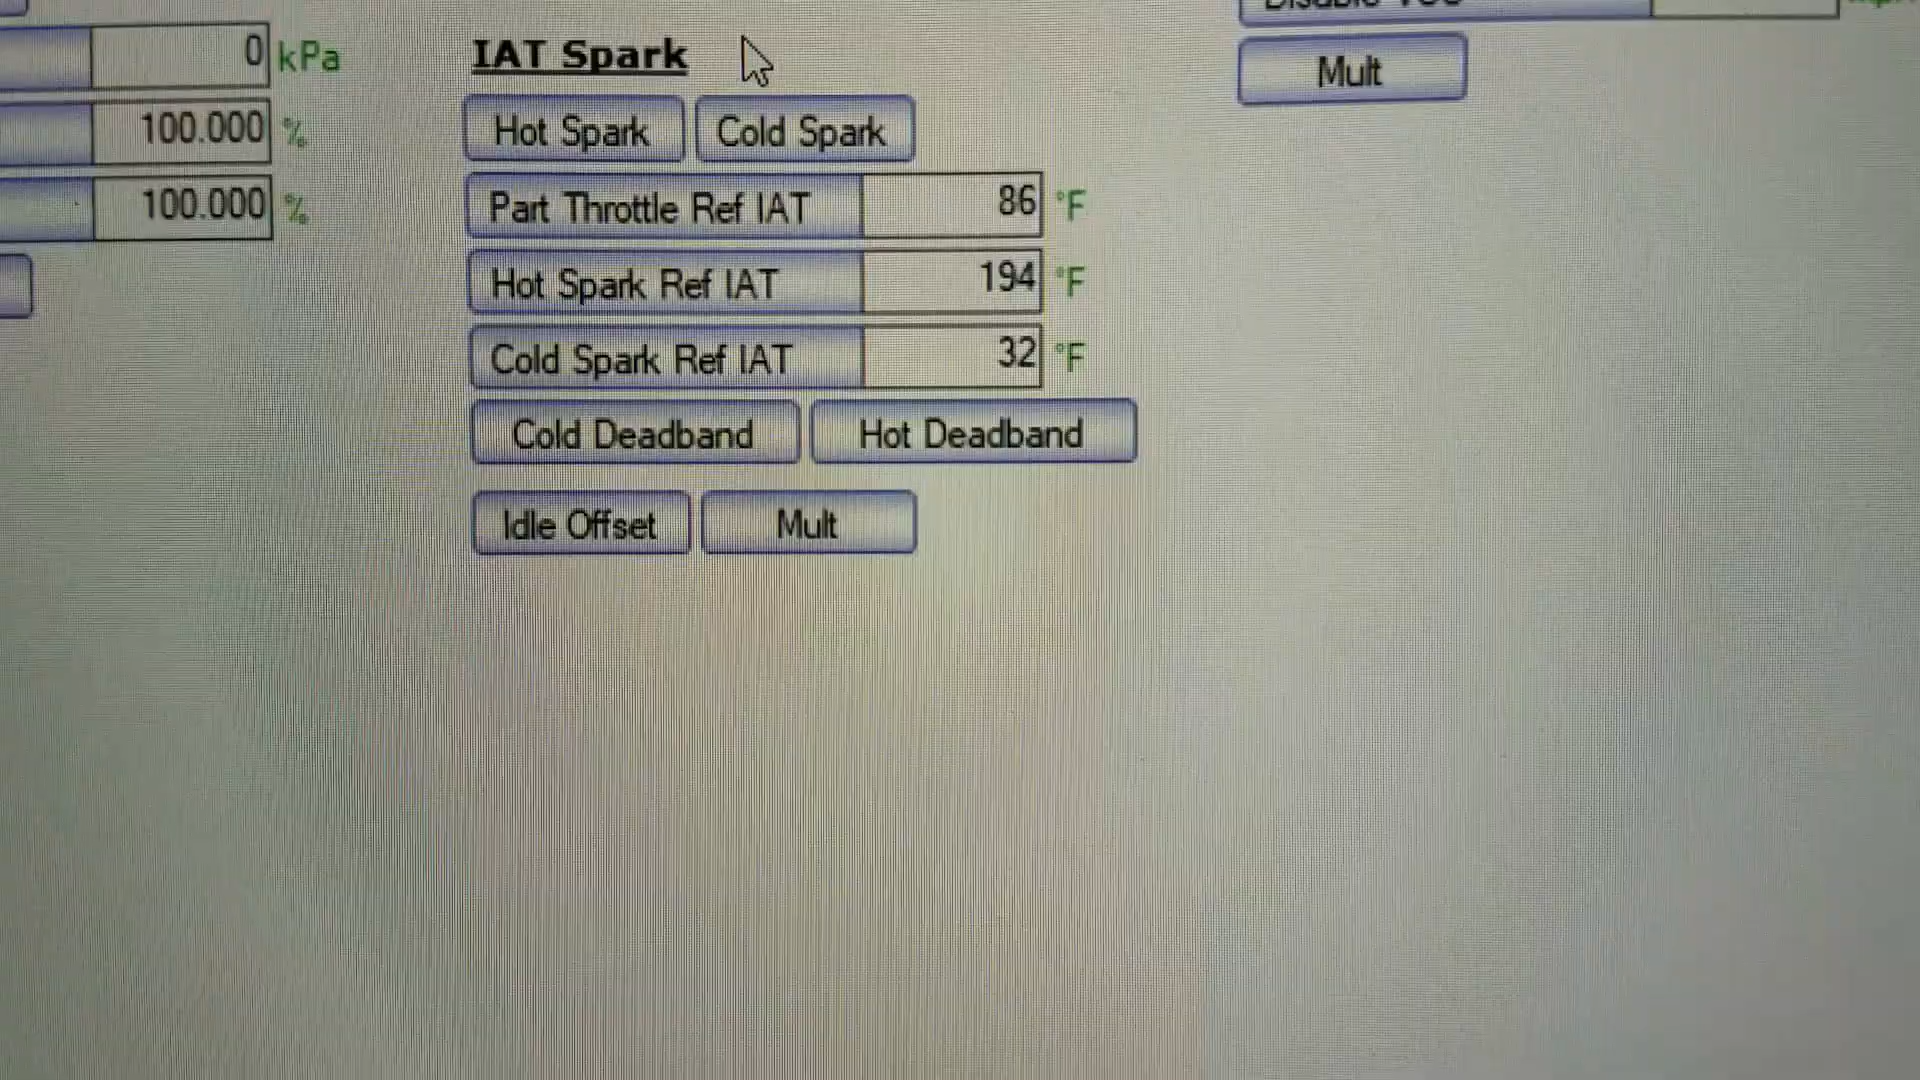 0 kPa
100.000 %
100.000 %
IAT Spark
Hot Spark Cold Spark
Part Throttle Ref IAT 86 °F
Hot Spark Ref IAT 194 °F
Cold Spark Ref IAT 32 °F
Cold Deadband Hot Deadband
Idle Offset Mult
Mult